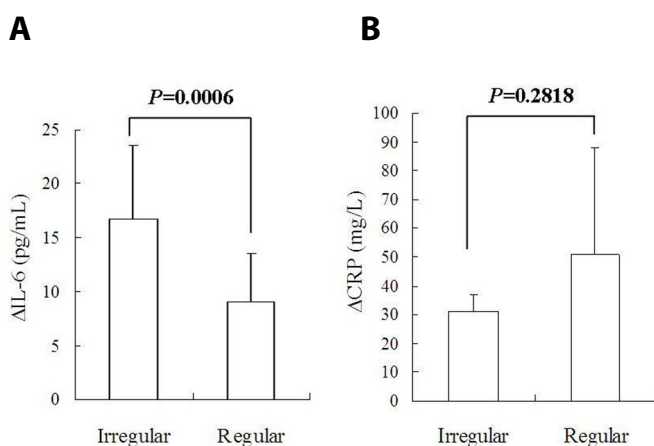 A
P=0.0006
25
20
15
10
5
0
ΔIL-6 (pg/mL)
Irregular Regular
B
P=0.2818
100
90
80
70
60
50
40
30
20
10
0
ΔCRP (mg/L)
Irregular Regular